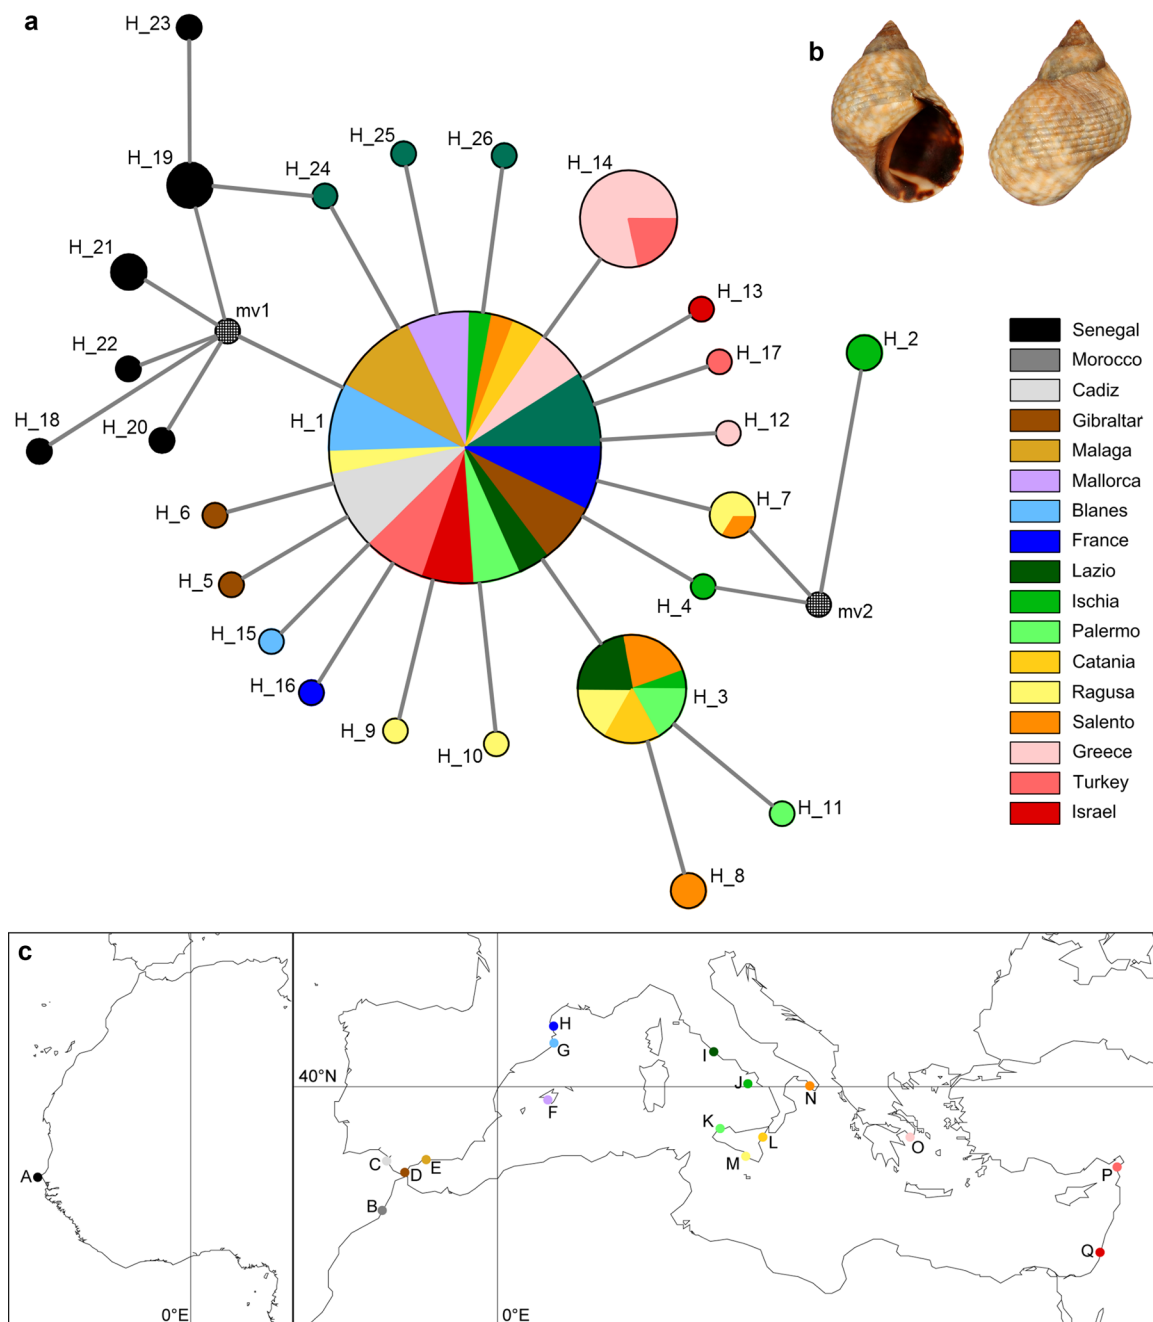 a
H_23
b
H_25
H_26
H_19
H_24
H_14
H_21
H_13
mv1
H_17
H_2
H_22
H_18
H_20
H_1
H_12
H_7
H_6
H_5
H_4
mv2
H_15
H_16
H_3
H_9
H_10
H_11
H_8
Senegal
Morocco
Cadiz
Gibraltar
Malaga
Mallorca
Blanes
France
Lazio
Ischia
Palermo
Catania
Ragusa
Salento
Greece
Turkey
Israel
c
H
G
I
40°N
J
N
F
K
L
O
M
C
E
D
P
A
B
Q
0°E
0°E